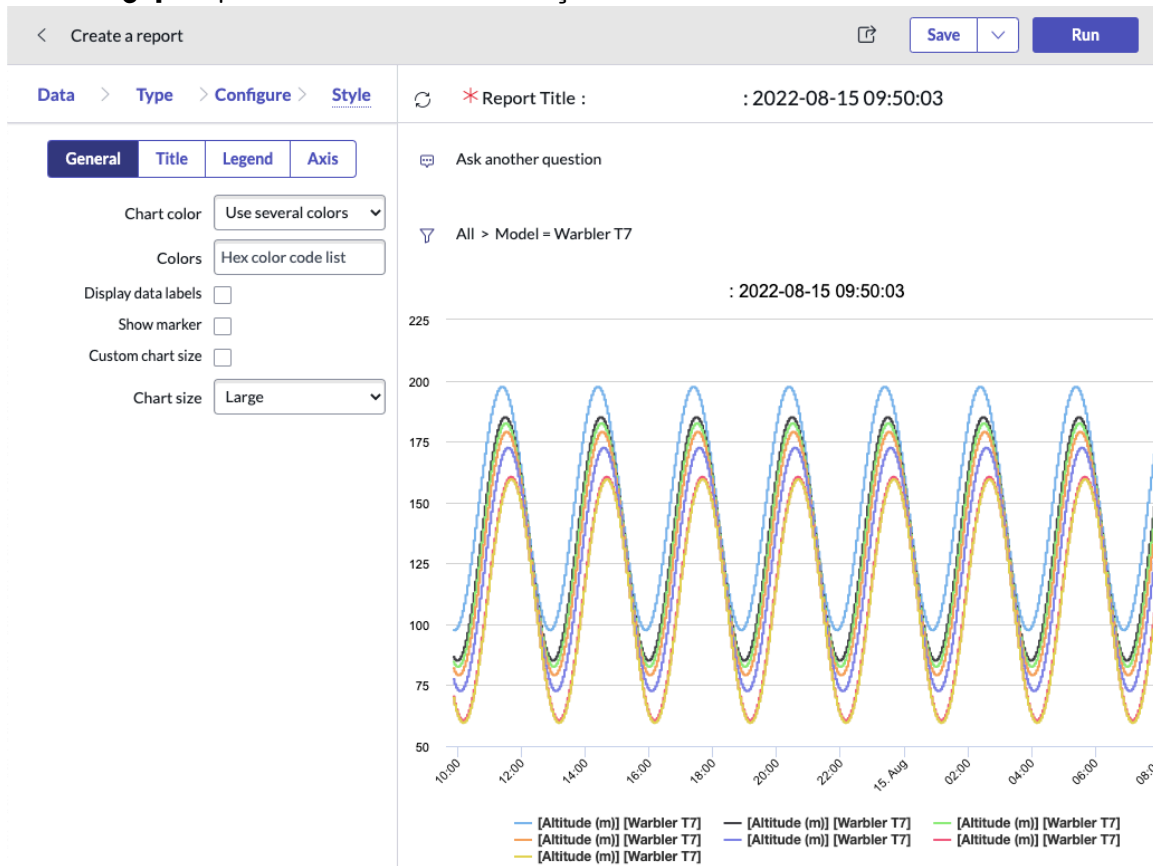 Create a report
Save
Run
Data > Type > Configure > Style
* Report Title : : 2022-08-15 09:50:03
General Title Legend Axis
Ask another question
Chart color Use several colors
All > Model = Warbler T7
Colors Hex color code list
Display data labels
Show marker
Custom chart size
Chart size Large
: 2022-08-15 09:50:03
225
200
175
150
125
100
75
50
10:00 12:00 14:00 16:00 18:00 20:00 22:00 15. Aug 02:00 04:00 06:00
[Altitude (m)] [Warbler T7] [Altitude (m)] [Warbler T7] [Altitude (m)] [Warbler T7]
[Altitude (m)] [Warbler T7] [Altitude (m)] [Warbler T7] [Altitude (m)] [Warbler T7]
[Altitude (m)] [Warbler T7]